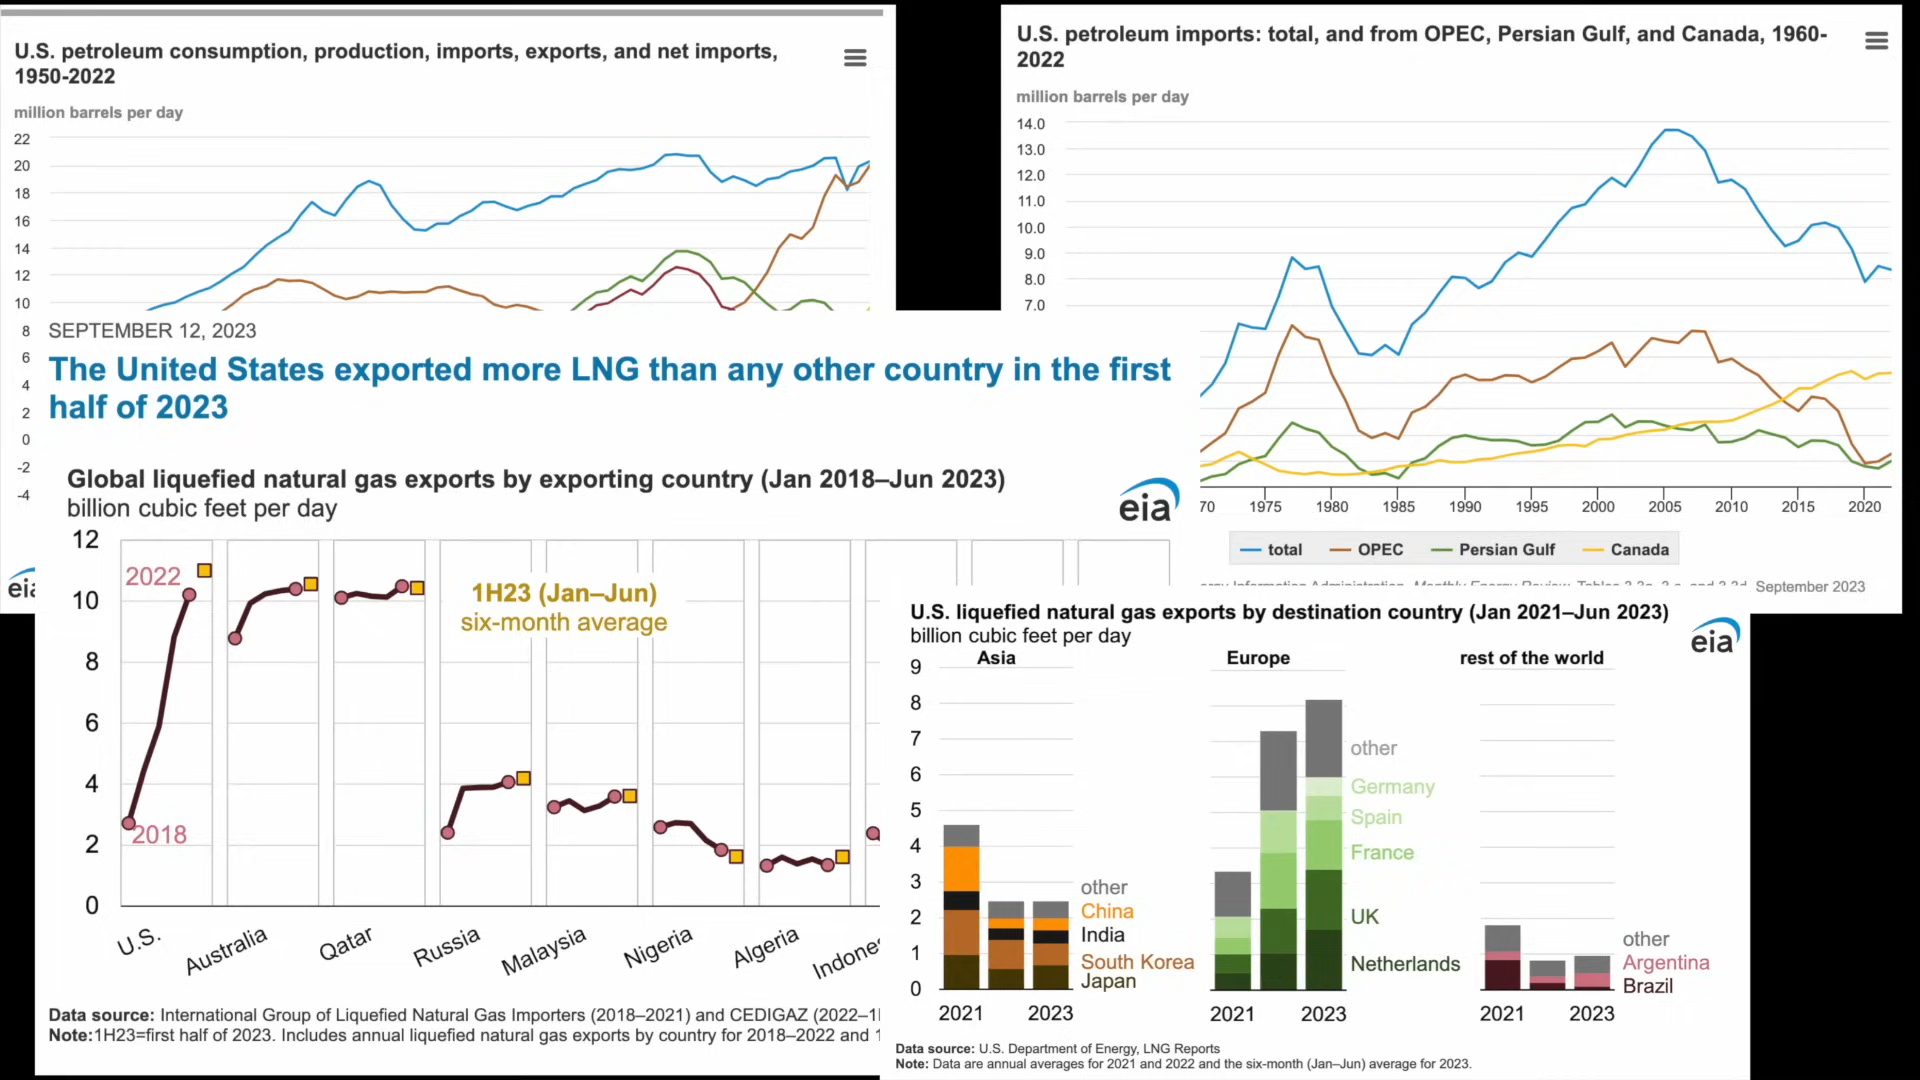 U.S. petroleum consumption, production, imports, exports, and net imports,
1950-2022
million barrels per day
22
20
18
16
14
12
10
8
6
4
2
0
-2
-4
U.S. petroleum imports: total, and from OPEC, Persian Gulf, and Canada, 1960-
2022
million barrels per day
14.0
13.0
12.0
11.0
10.0
9.0
8.0
7.0
70 1975 1980 1985 1990 1995 2000 2005 2010 2015 2020
total OPEC Persian Gulf Canada
September 2023
SEPTEMBER 12, 2023
The United States exported more LNG than any other country in the first
half of 2023
Global liquefied natural gas exports by exporting country (Jan 2018–Jun 2023)
billion cubic feet per day
eia
12
10
8
6
4
2
0
2022
2018
1H23 (Jan–Jun)
six-month average
U.S. Australia Qatar Russia Malaysia Nigeria Algeria Indones
Data source: International Group of Liquefied Natural Gas Importers (2018–2021) and CEDIGAZ (2022–1
Note:1H23=first half of 2023. Includes annual liquefied natural gas exports by country for 2018–2022 and 1
U.S. liquefied natural gas exports by destination country (Jan 2021–Jun 2023)
billion cubic feet per day
eia
Asia Europe rest of the world
9
8
7
6
5
4
3
2
1
0
other
China
India
South Korea
Japan
other
Germany
Spain
France
UK
Netherlands
other
Argentina
Brazil
2021 2023 2021 2023 2021 2023
Data source: U.S. Department of Energy, LNG Reports
Note: Data are annual averages for 2021 and 2022 and the six-month (Jan–Jun) average for 2023.